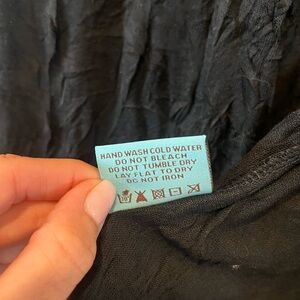 HAND WASH COLD WATER
DO NOT BLEACH
DO NOT TUMBLE DRY
LAY FLAT TO DRY
DO NOT IRON